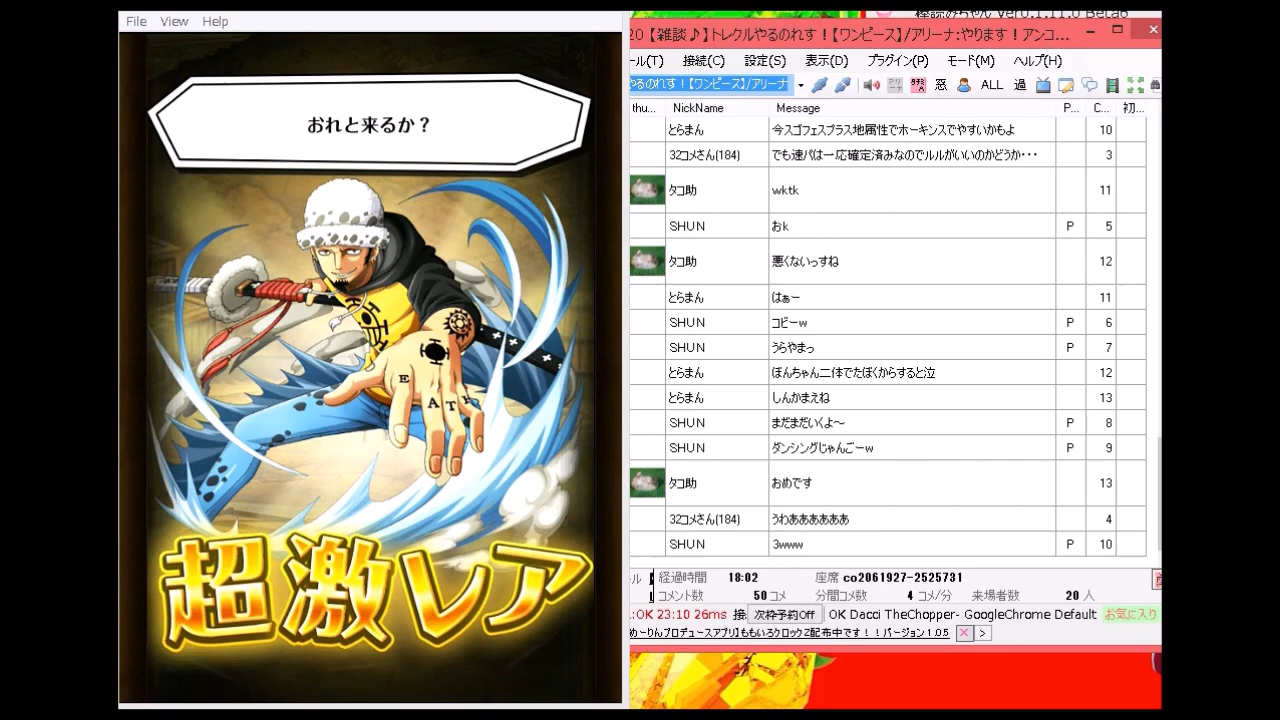 File View Help
おれと来るか？
EAT
超激レア
20【雑談♪】トレクルやるのれす！【ワンピース】/アリーナ:やります！アンコ...
ール(T) 接続(C) 設定(S) 表示(D) プラグイン(P) モード(M) ヘルプ(H)
やるのれす！【ワンピース】/アリーナ ALL 過
thu... NickName Message P... C... 初...
とらまん 今スゴフェスプラス地属性でホーキンスでやすいかもよ 10
32コメさん(184) でも速パは一応確定済みなのでルルがいいのかどうか･･･ 3
タコ助 wktk 11
SHUN おk P 5
タコ助 悪くないっすね 12
とらまん はぁー 11
SHUN コビーw P 6
SHUN うらやまっ P 7
とらまん ぼんちゃん二体でたぼくからすると泣 12
とらまん しんかまえね 13
SHUN まだまだいくよ～ P 8
SHUN ダンシングじゃんごーw P 9
タコ助 おめです 13
32コメさん(184) うわああああああ 4
SHUN 3www P 10
経過時間 18:02 座席 co2061927-2525731
コメント数 50 コメ 分間コメ数 4 コメ/分 来場者数 20 人
:OK 23:10 26ms 接 次枠予約Off OK Dacci TheChopper- GoogleChrome Default お気に入り
めーりんプロデュースアプリ】ももいろクロックZ配布中です！！バージョン1.05 × >